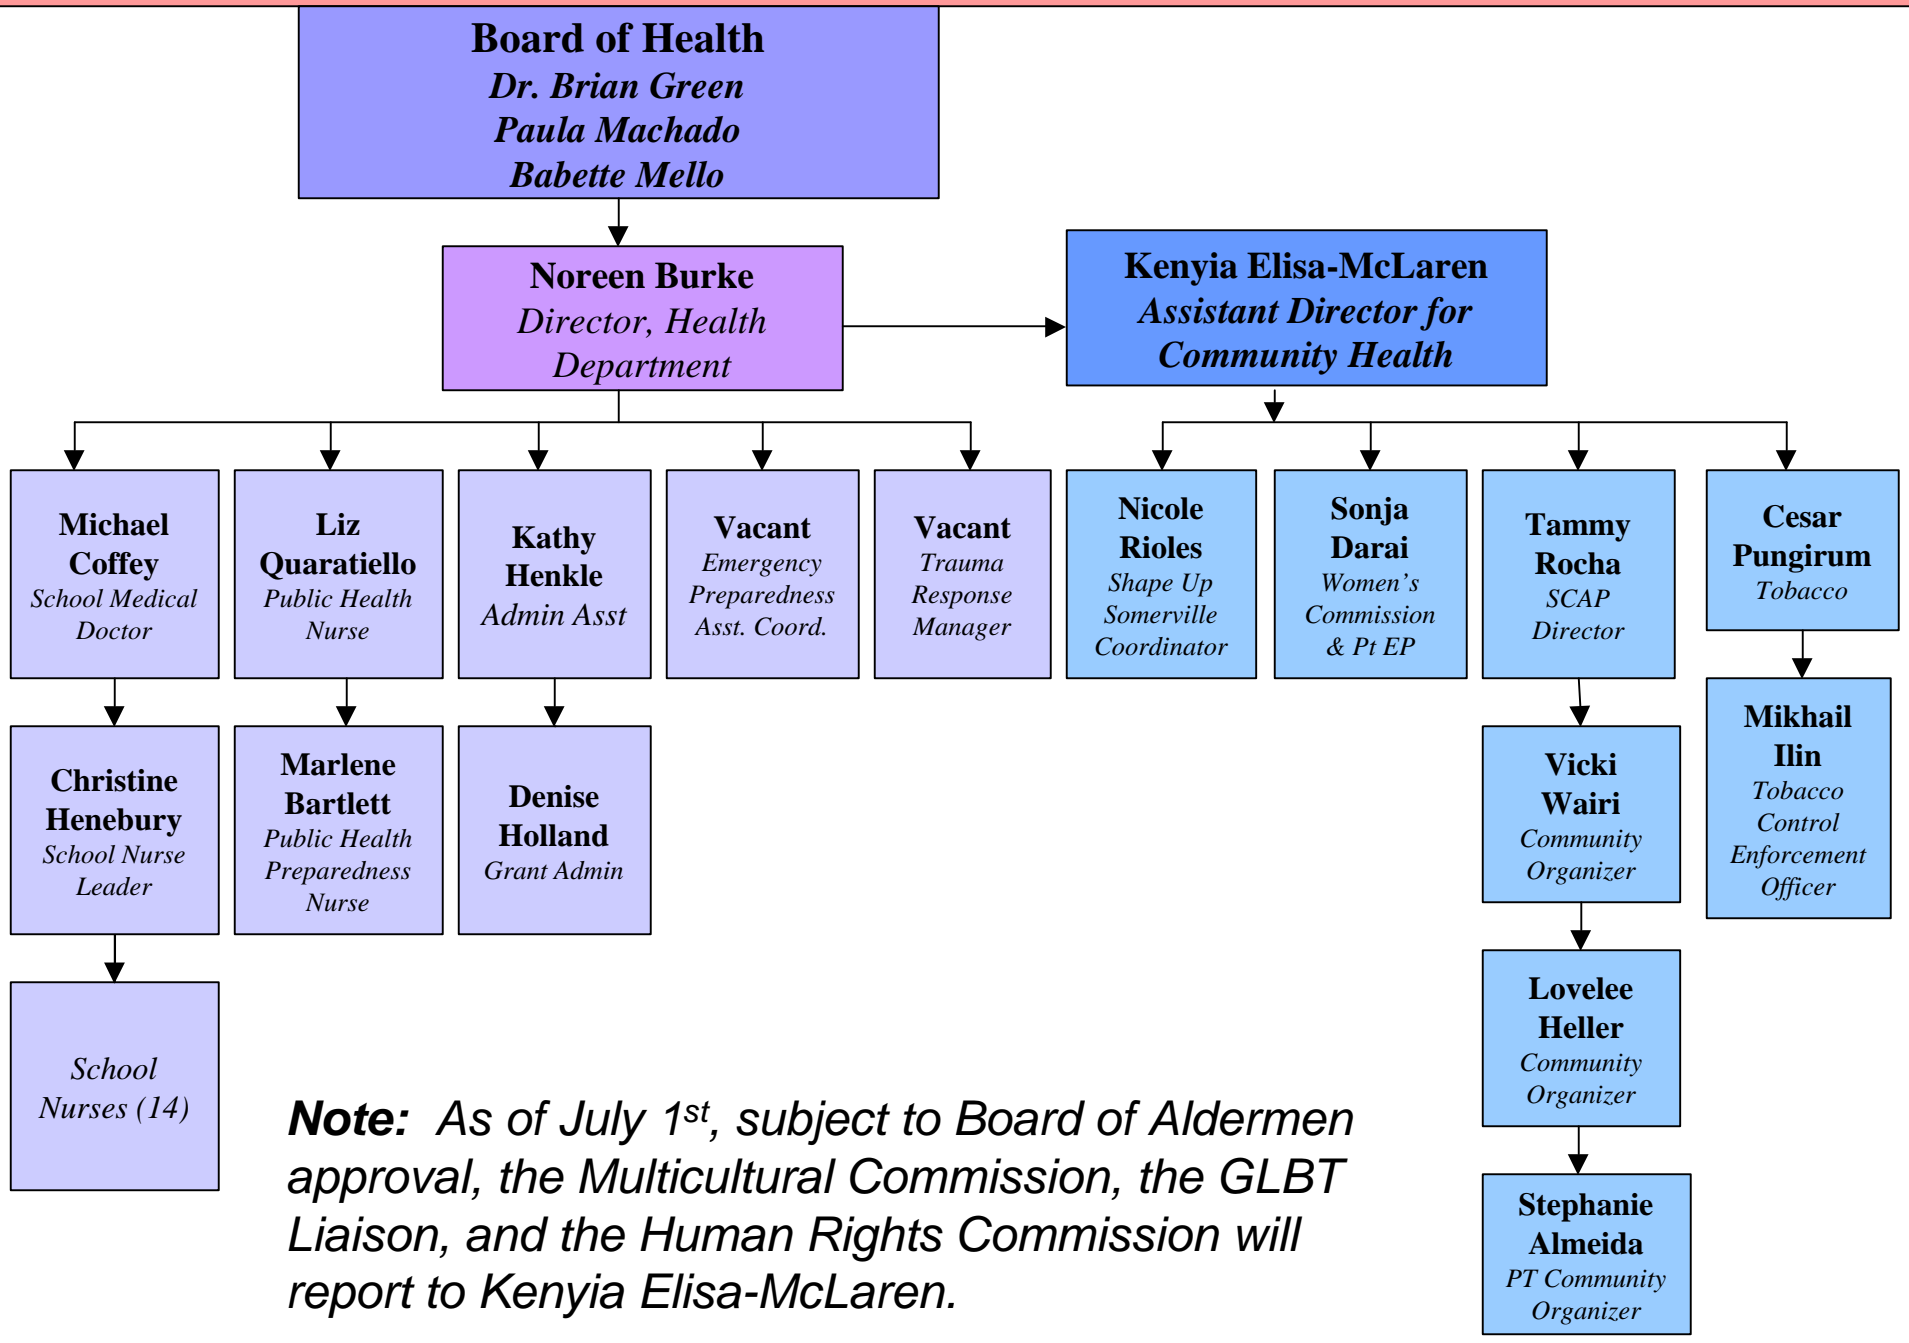 Board of Health
Dr. Brian Green
Paula Machado
Babette Mello
Noreen Burke
Director, Health
Department
Kenyia Elisa-McLaren
Assistant Director for
Community Health
Michael
Coffey
School Medical
Doctor
Liz
Quaratiello
Public Health
Nurse
Kathy
Henkle
Admin Asst
Vacant
Emergency
Preparedness
Asst. Coord.
Vacant
Trauma
Response
Manager
Nicole
Rioles
Shape Up
Somerville
Coordinator
Sonja
Darai
Women's
Commission
& Pt EP
Tammy
Rocha
SCAP
Director
Cesar
Pungirum
Tobacco
Christine
Henebury
School Nurse
Leader
Marlene
Bartlett
Public Health
Preparedness
Nurse
Denise
Holland
Grant Admin
Vicki
Wairi
Community
Organizer
Mikhail
Ilin
Tobacco
Control
Enforcement
Officer
School
Nurses (14)
Lovelee
Heller
Community
Organizer
Stephanie
Almeida
PT Community
Organizer
Note: As of July 1st, subject to Board of Aldermen
approval, the Multicultural Commission, the GLBT
Liaison, and the Human Rights Commission will
report to Kenyia Elisa-McLaren.